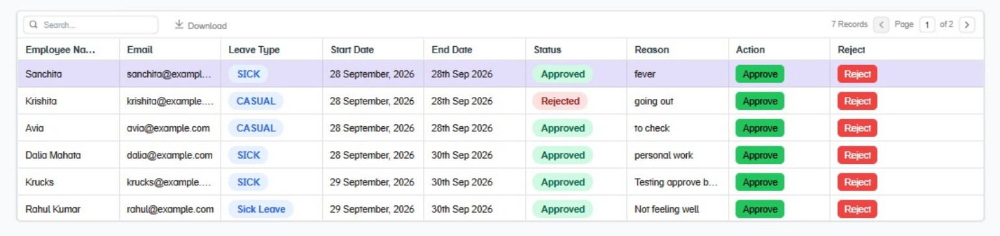 Search... Download 7 Records Page 1 of 2
Employee Na... Email Leave Type Start Date End Date Status Reason Action Reject
Sanchita sanchita@exampl... SICK 28 September, 2026 28th Sep 2026 Approved fever Approve Reject
Krishita krishita@example.... CASUAL 28 September, 2026 28th Sep 2026 Rejected going out Approve Reject
Avia avia@example.com CASUAL 28 September, 2026 28th Sep 2026 Approved to check Approve Reject
Dalia Mahata dalia@example.com SICK 28 September, 2026 30th Sep 2026 Approved personal work Approve Reject
Krucks krucks@example.... SICK 29 September, 2026 30th Sep 2026 Approved Testing approve b... Approve Reject
Rahul Kumar rahul@example.com Sick Leave 29 September, 2026 30th Sep 2026 Approved Not feeling well Approve Reject